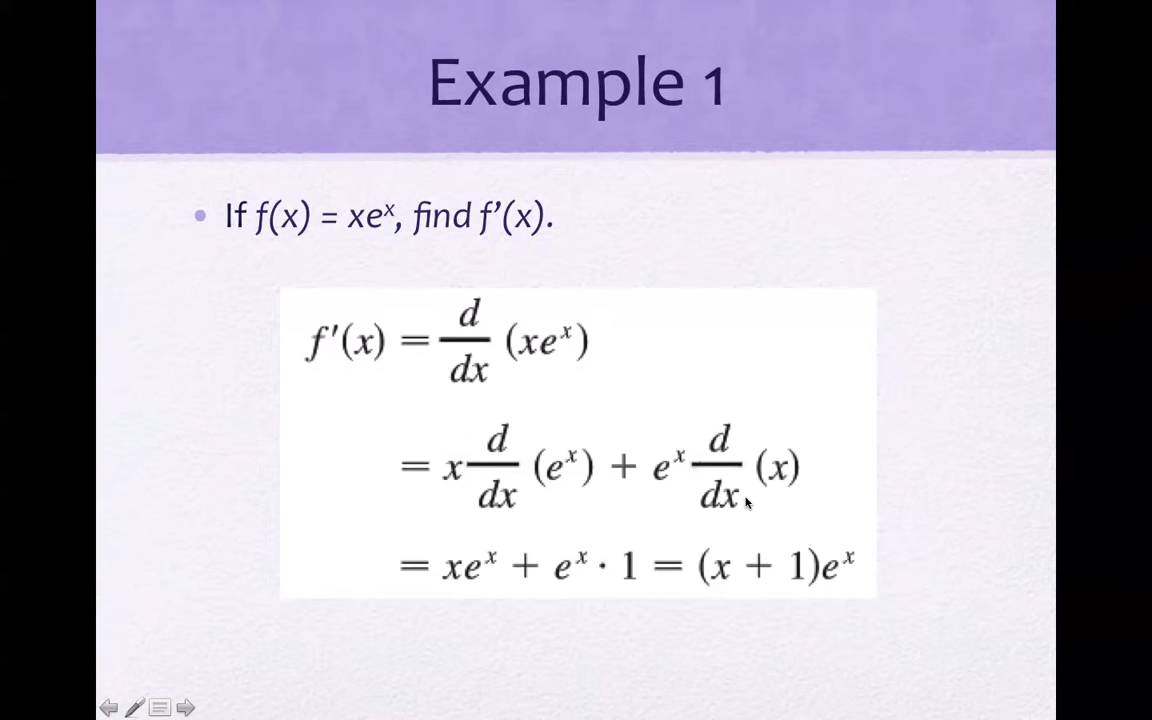 Example 1
• If f(x) = xeˣ, find f’(x).
f'(x) = d/dx (xeˣ)
= x d/dx (eˣ) + eˣ d/dx (x)
= xeˣ + eˣ · 1 = (x + 1)eˣ